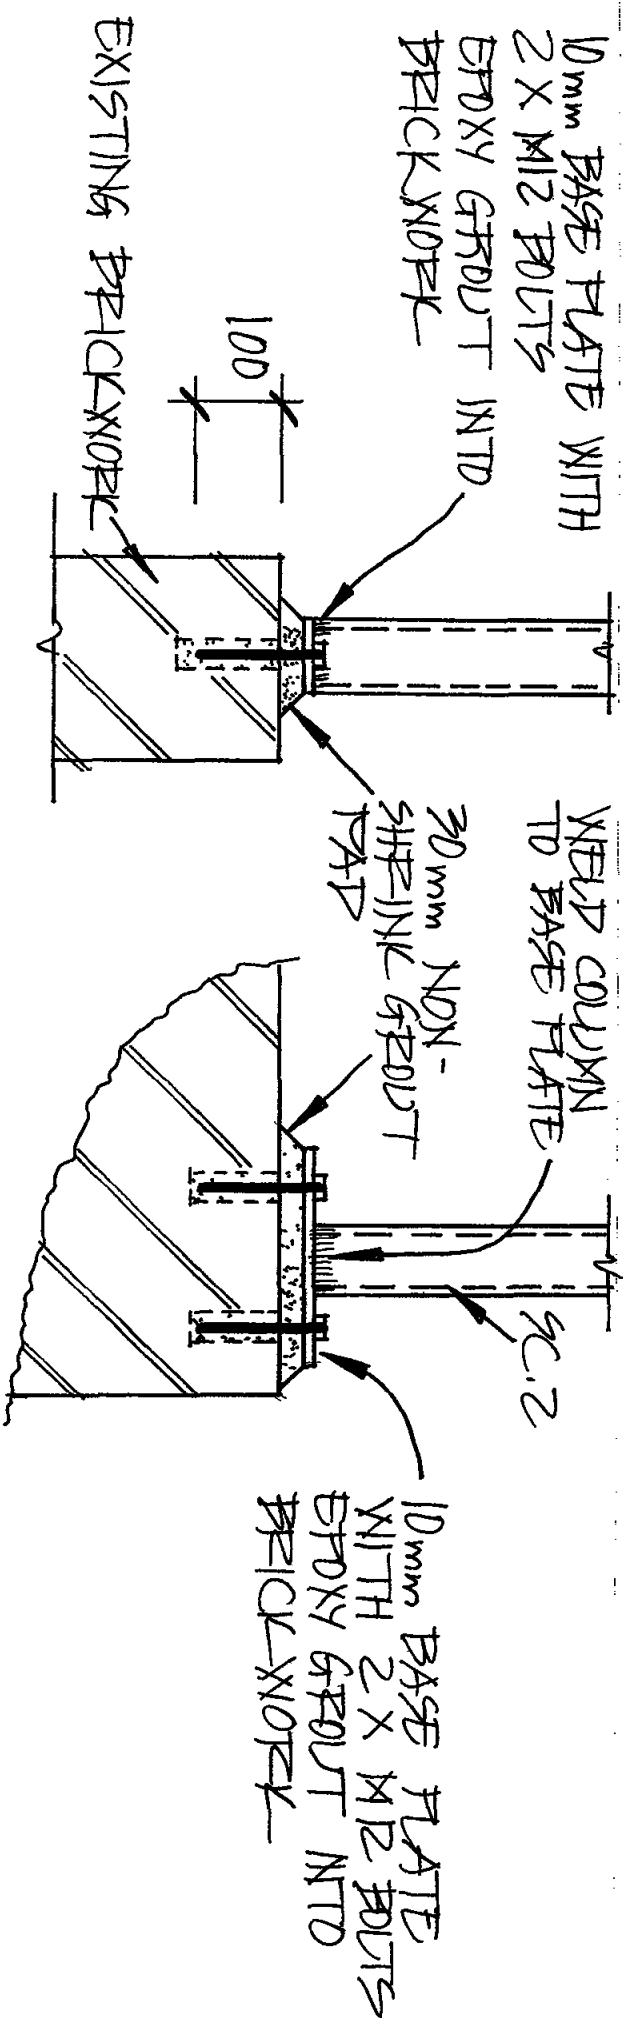 10mm BASE PLATE WITH
2 X M12 BOLTS
EPOXY GROUT INTO
BRICKWORK
100
EXISTING BRICKWORK
WELD COLUMN
TO BASE PLATE
30mm NON-
SHRINK GROUT
PAD
SC.2
10mm BASE PLATE
WITH 2 X M12 BOLTS
EPOXY GROUT INTO
BRICKWORK